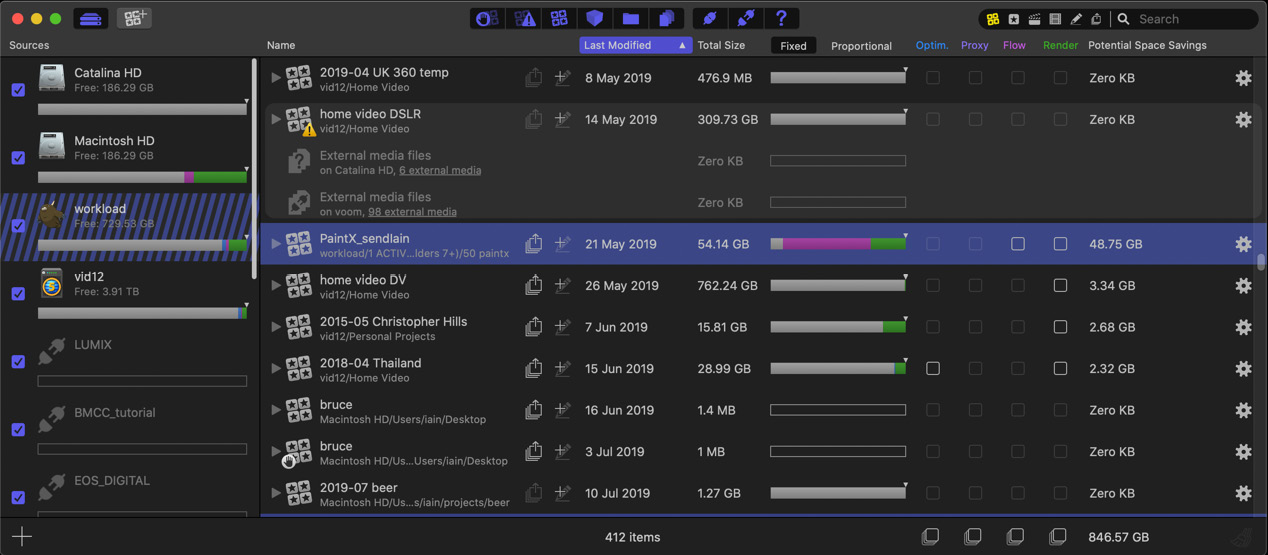 Search
Sources
Name Last Modified Total Size Fixed Proportional Optim. Proxy Flow Render Potential Space Savings
Catalina HD
Free: 186.29 GB
Macintosh HD
Free: 186.29 GB
workload
Free: 729.53 GB
vid12
Free: 3.91 TB
LUMIX
BMCC_tutorial
EOS_DIGITAL
2019-04 UK 360 temp 8 May 2019 476.9 MB Zero KB
vid12/Home Video
home video DSLR 14 May 2019 309.73 GB Zero KB
vid12/Home Video
External media files Zero KB
on Catalina HD, 6 external media
External media files Zero KB
on voom, 98 external media
PaintX_sendIain 21 May 2019 54.14 GB 48.75 GB
workload/1 ACTIV...lders 7+)/50 paintx
home video DV 26 May 2019 762.24 GB 3.34 GB
vid12/Home Video
2015-05 Christopher Hills 7 Jun 2019 15.81 GB 2.68 GB
vid12/Personal Projects
2018-04 Thailand 15 Jun 2019 28.99 GB 2.32 GB
vid12/Home Video
bruce 16 Jun 2019 1.4 MB Zero KB
Macintosh HD/Users/iain/Desktop
bruce 3 Jul 2019 1 MB Zero KB
Macintosh HD/Us...Users/iain/Desktop
2019-07 beer 10 Jul 2019 1.27 GB Zero KB
Macintosh HD/Us...s/iain/projects/beer
412 items 846.57 GB